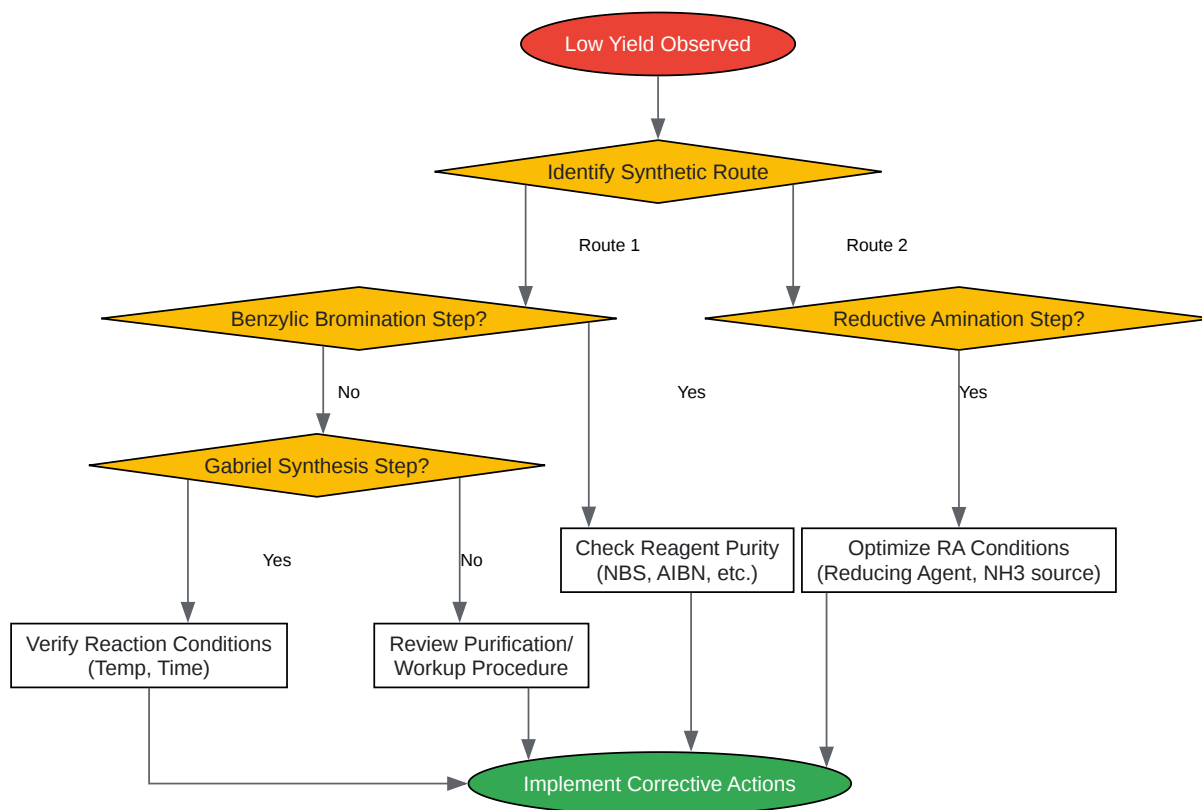 Low Yield Observed
Identify Synthetic Route
Route 1
Route 2
Benzylic Bromination Step?
Reductive Amination Step?
No
Yes
Yes
Gabriel Synthesis Step?
Yes
No
Check Reagent Purity
(NBS, AIBN, etc.)
Optimize RA Conditions
(Reducing Agent, NH3 source)
Verify Reaction Conditions
(Temp, Time)
Review Purification/
Workup Procedure
Implement Corrective Actions